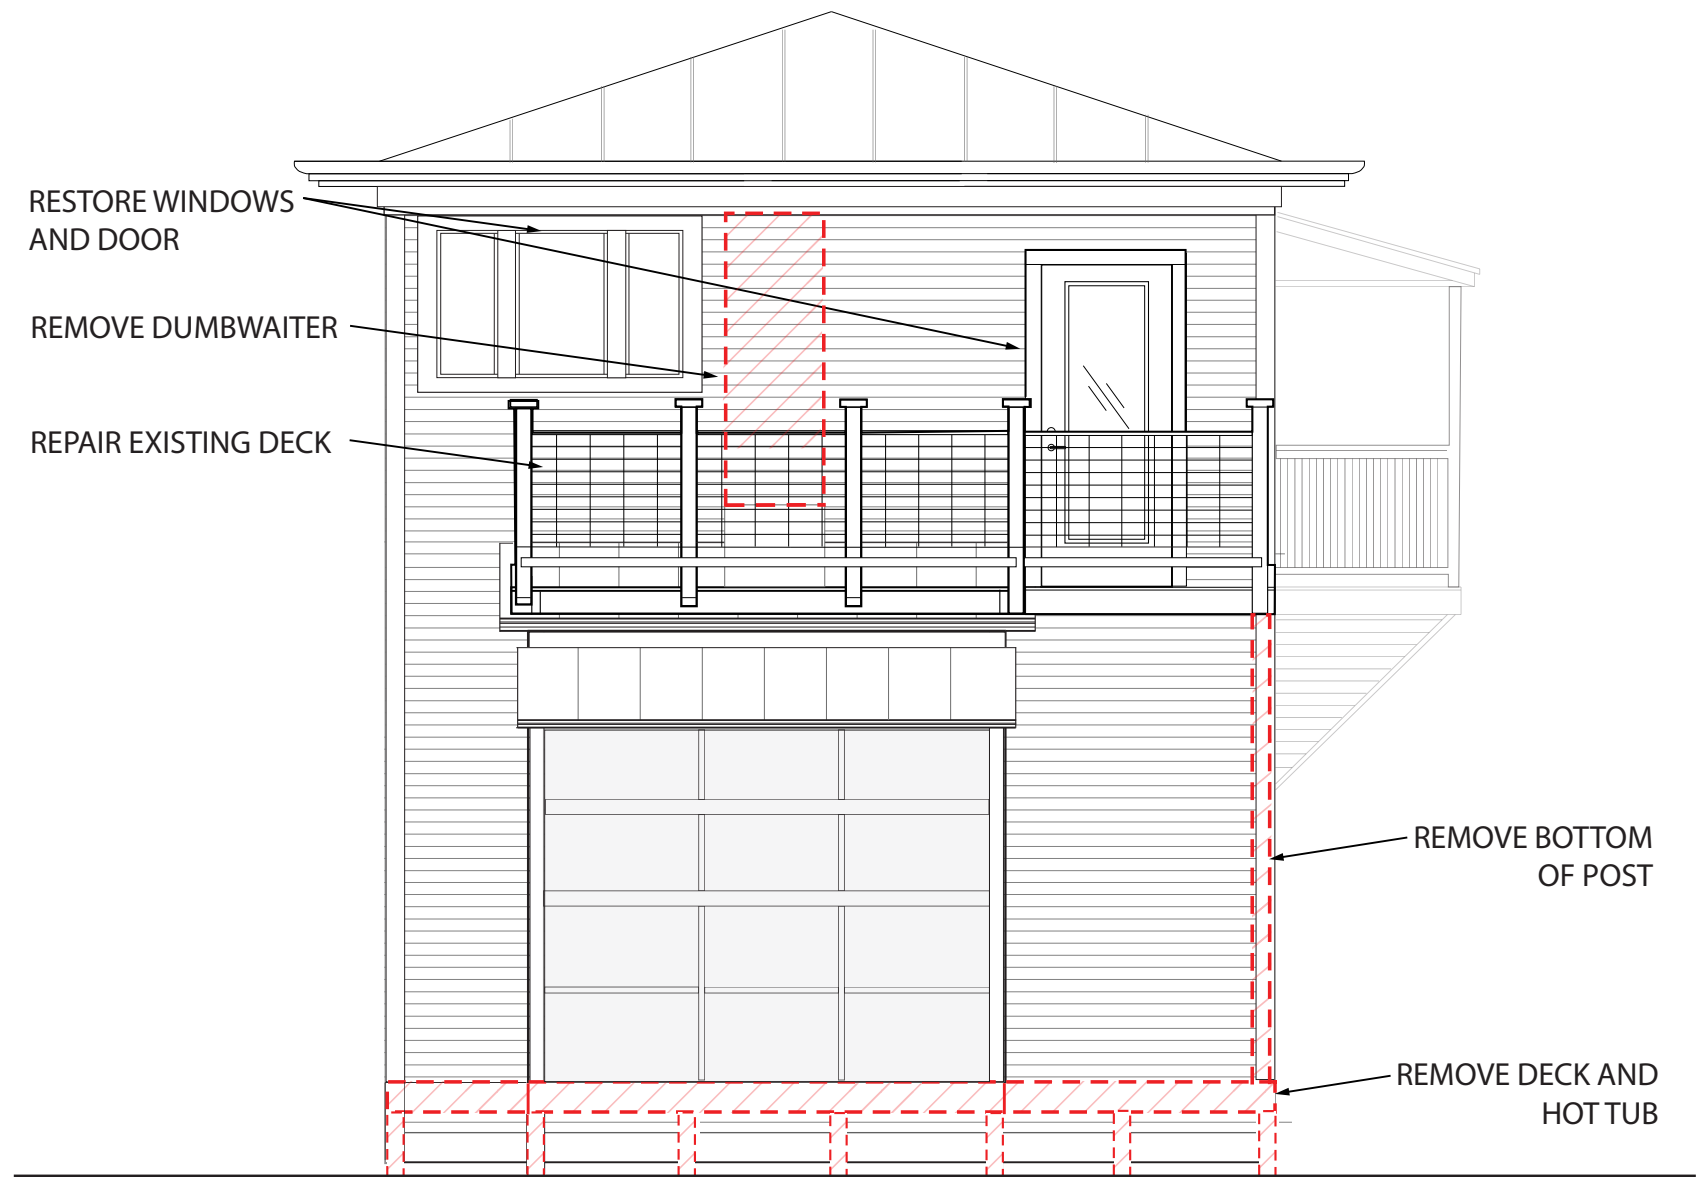 RESTORE WINDOWS
AND DOOR
REMOVE DUMBWAITER
REPAIR EXISTING DECK
REMOVE BOTTOM
OF POST
REMOVE DECK AND
HOT TUB